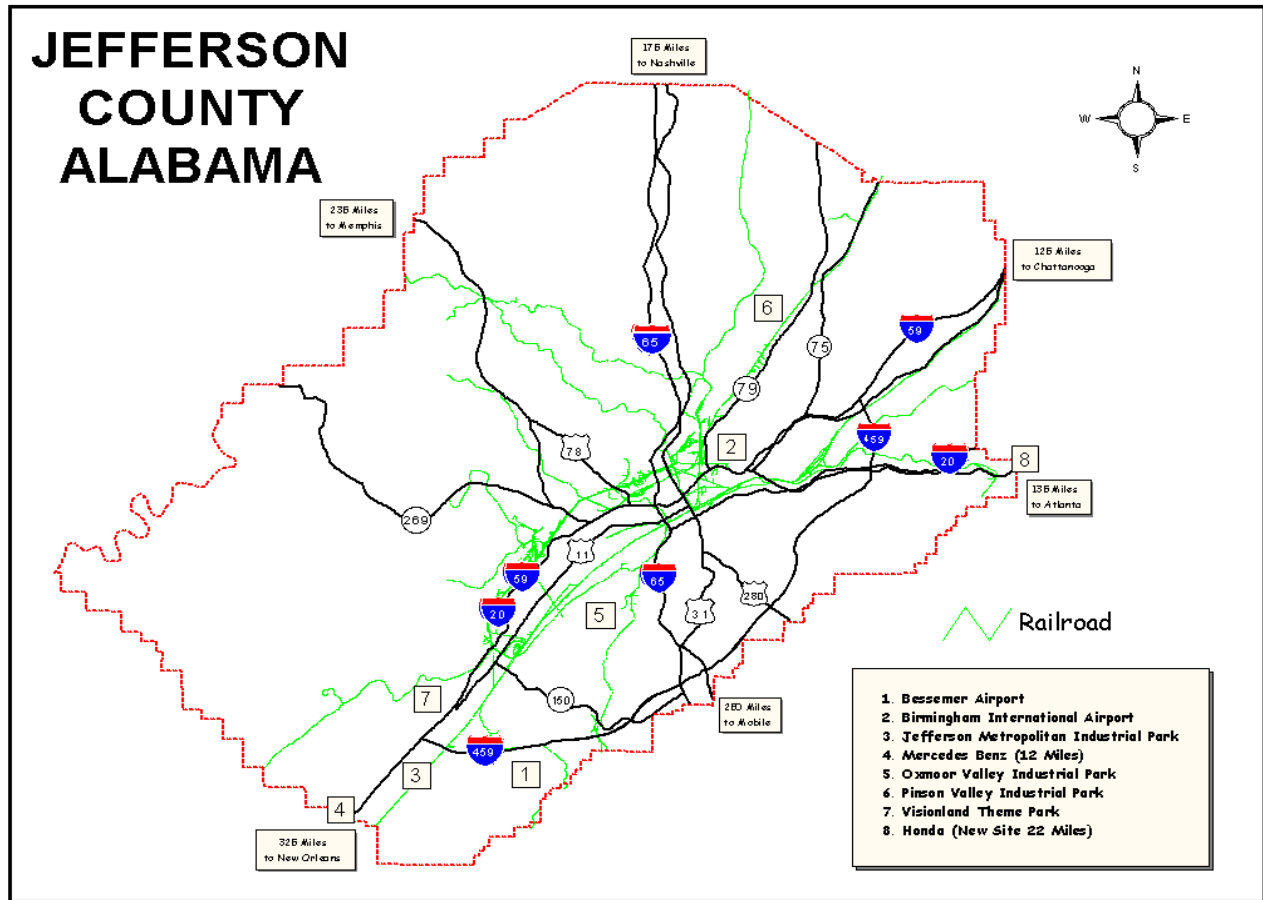 JEFFERSON
COUNTY
ALABAMA
175 Miles
to Nashville
N
W
E
S
235 Miles
to Memphis
125 Miles
to Chattanooga
6
65
59
75
79
459
2
78
20
8
135 Miles
to Atlanta
269
11
59
65
20
5
280
31
Railroad
7
150
260 Miles
to Mobile
459
3
1
4
325 Miles
to New Orleans
1. Bessemer Airport
2. Birmingham International Airport
3. Jefferson Metropolitan Industrial Park
4. Mercedes Benz (12 Miles)
5. Oxmoor Valley Industrial Park
6. Pinson Valley Industrial Park
7. Visionland Theme Park
8. Honda (New Site 22 Miles)